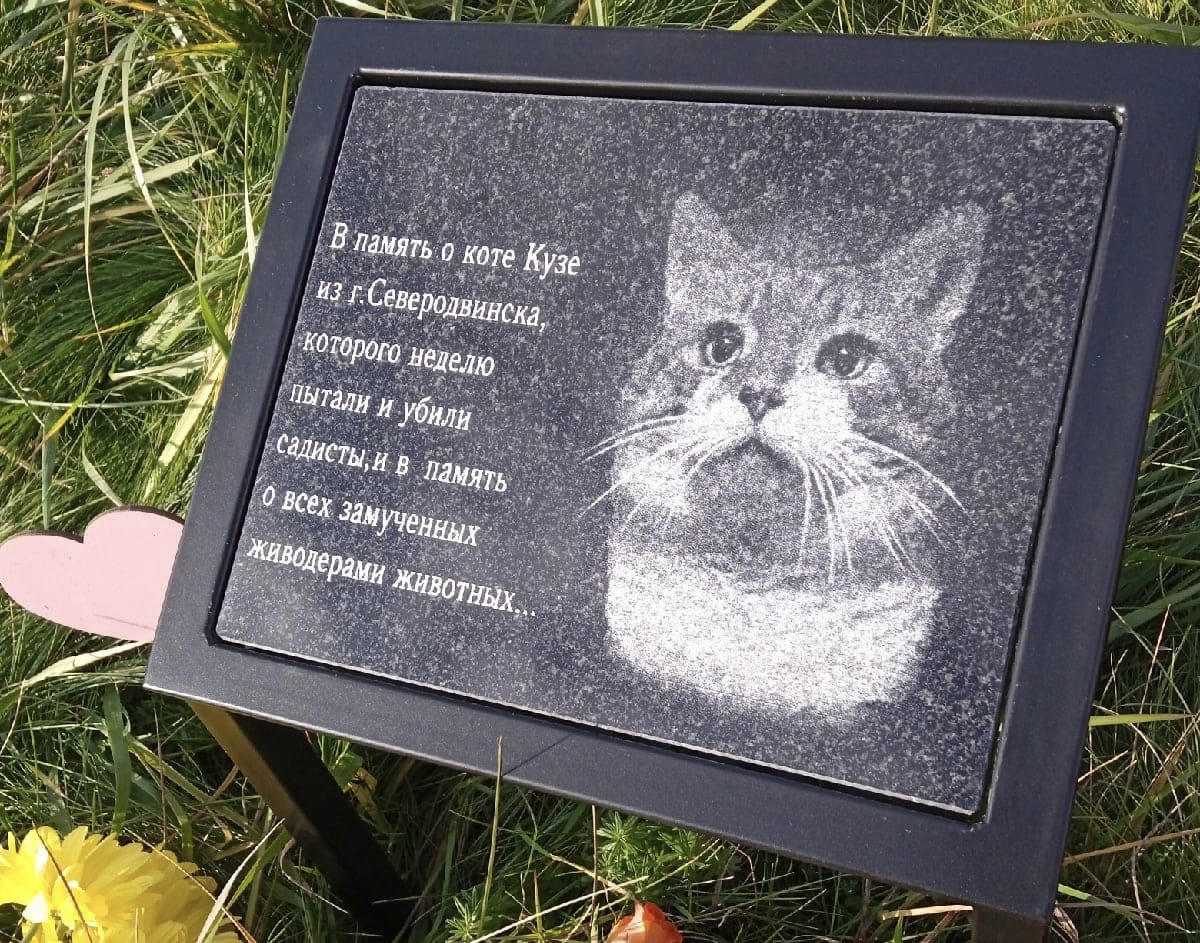 В память о коте Кузе
из г.Северодвинска,
которого неделю
пытали и убили
садисты,и в память
о всех замученных
живодерами животных...